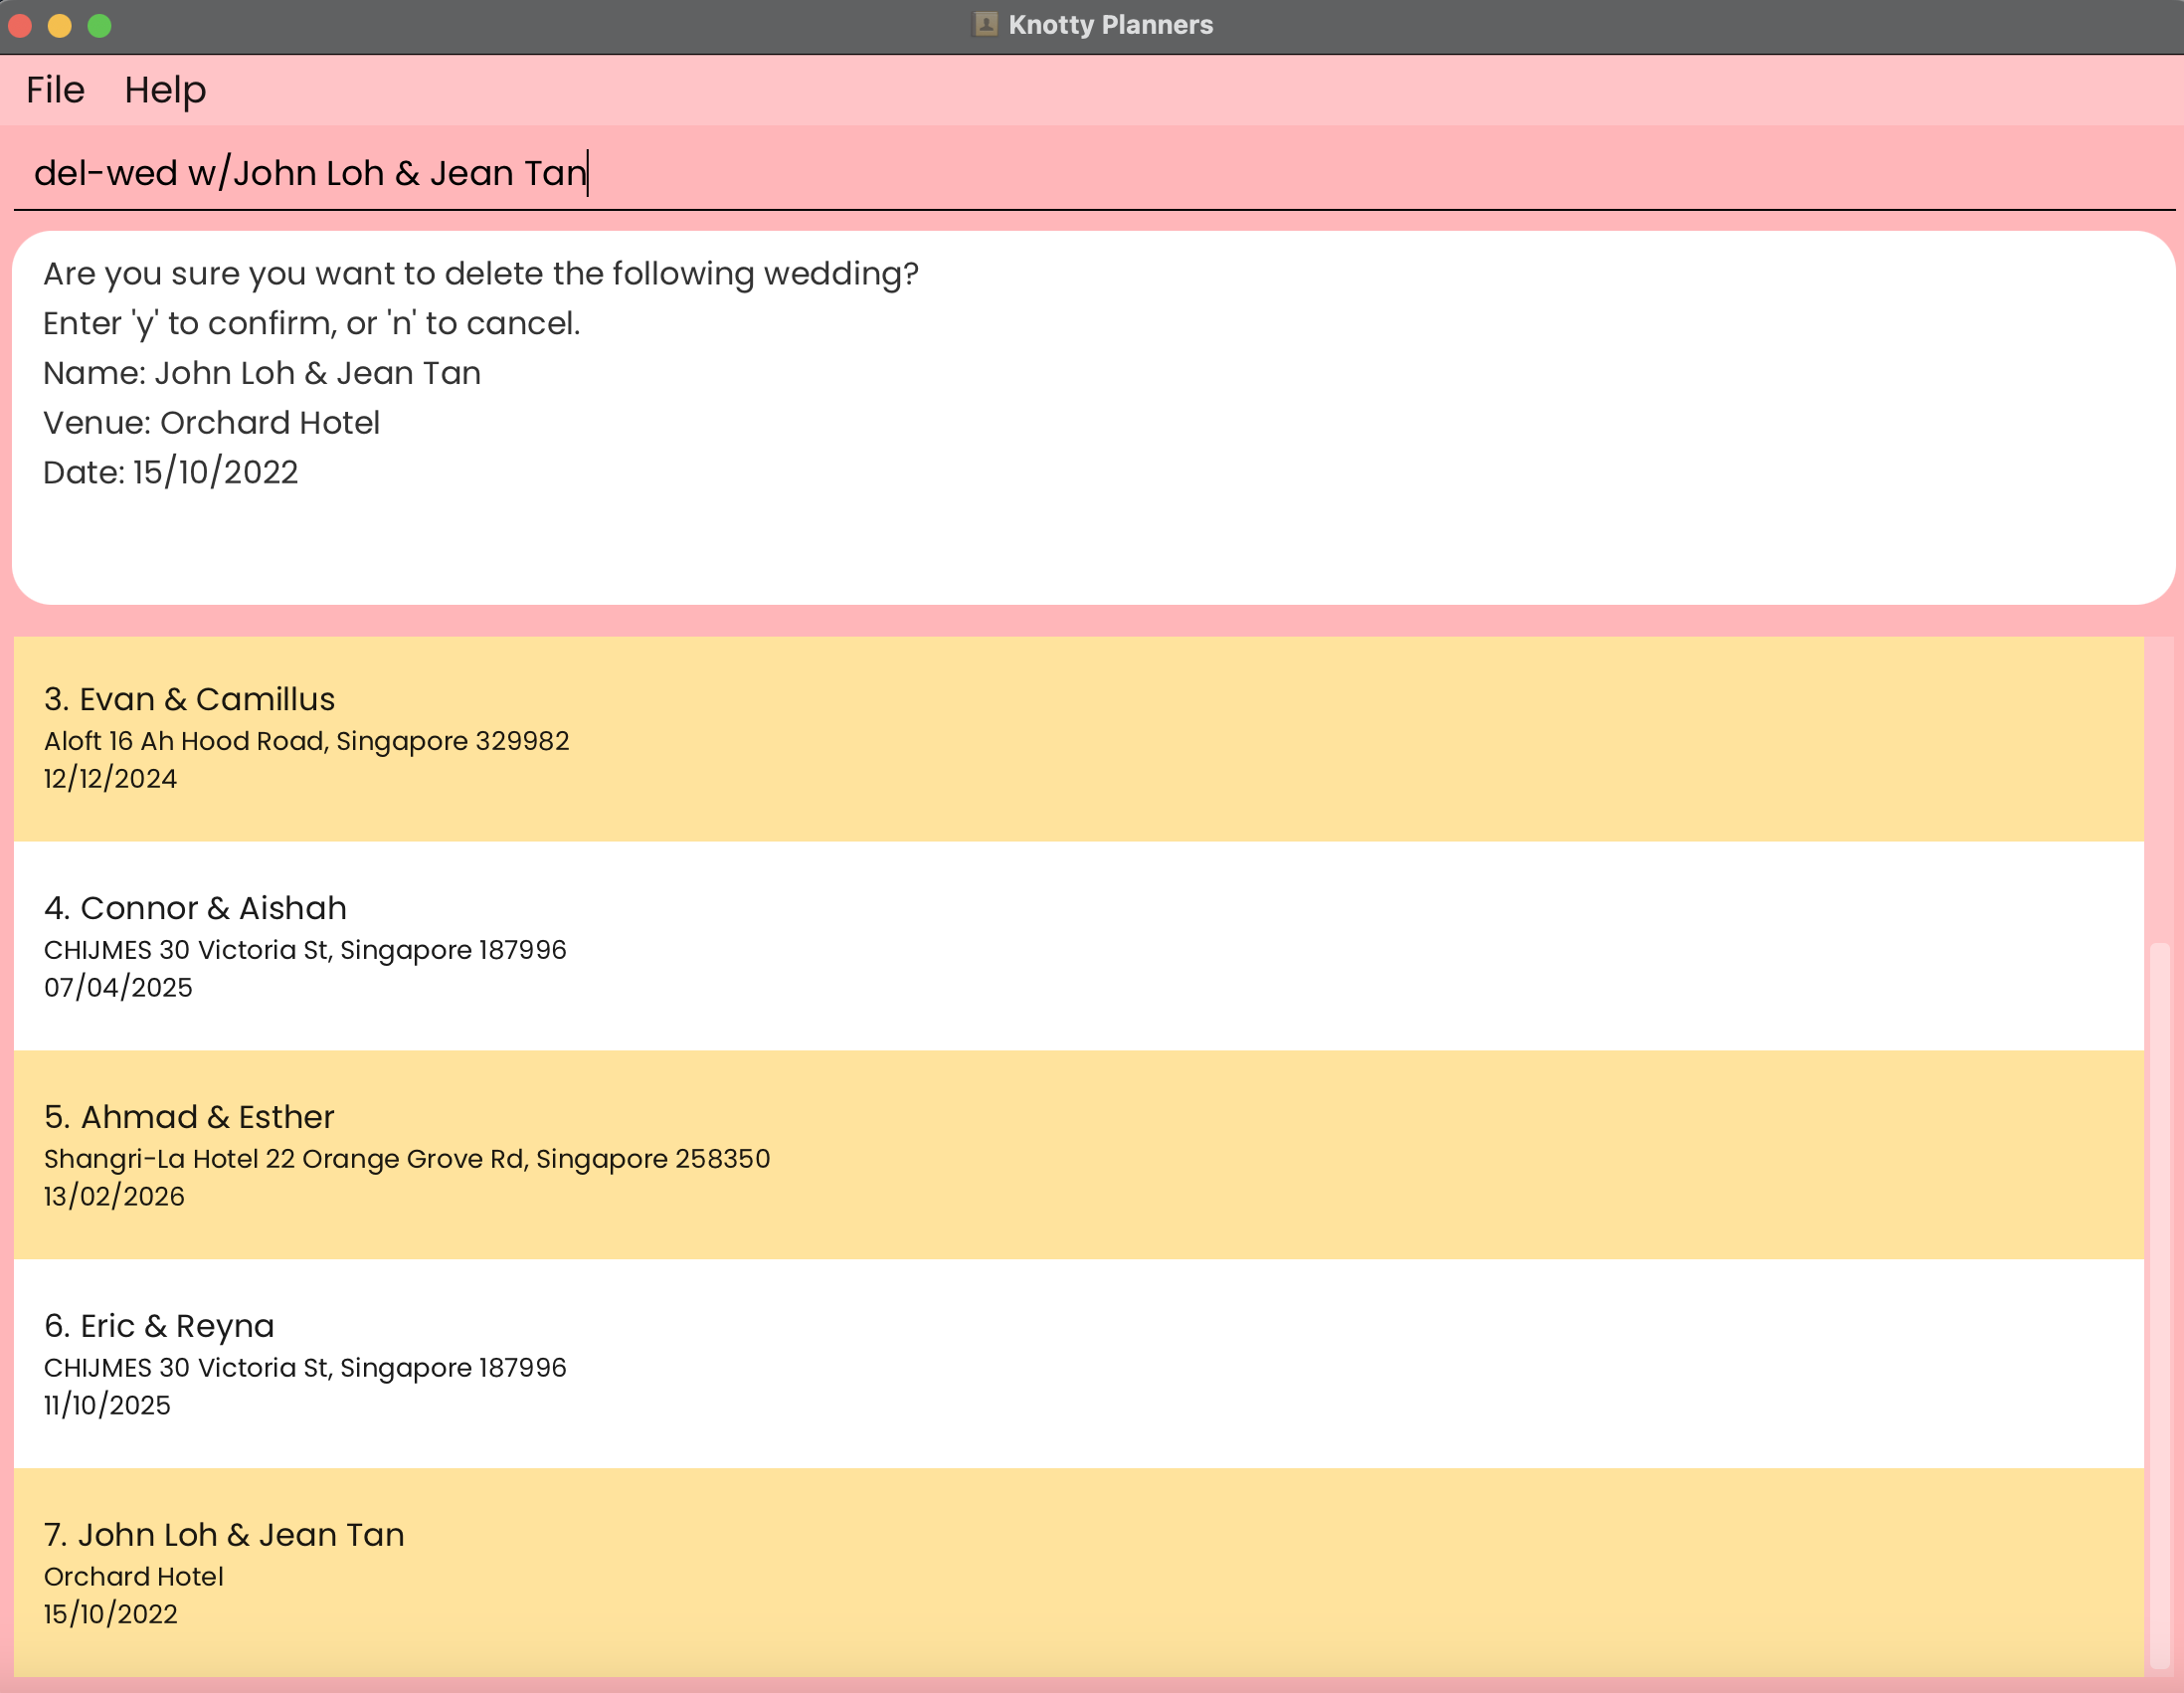 Knotty Planners
File Help
del-wed w/John Loh & Jean Tan
Are you sure you want to delete the following wedding?
Enter 'y' to confirm, or 'n' to cancel.
Name: John Loh & Jean Tan
Venue: Orchard Hotel
Date: 15/10/2022
3. Evan & Camillus
Aloft 16 Ah Hood Road, Singapore 329982
12/12/2024
4. Connor & Aishah
CHIJMES 30 Victoria St, Singapore 187996
07/04/2025
5. Ahmad & Esther
Shangri-La Hotel 22 Orange Grove Rd, Singapore 258350
13/02/2026
6. Eric & Reyna
CHIJMES 30 Victoria St, Singapore 187996
11/10/2025
7. John Loh & Jean Tan
Orchard Hotel
15/10/2022